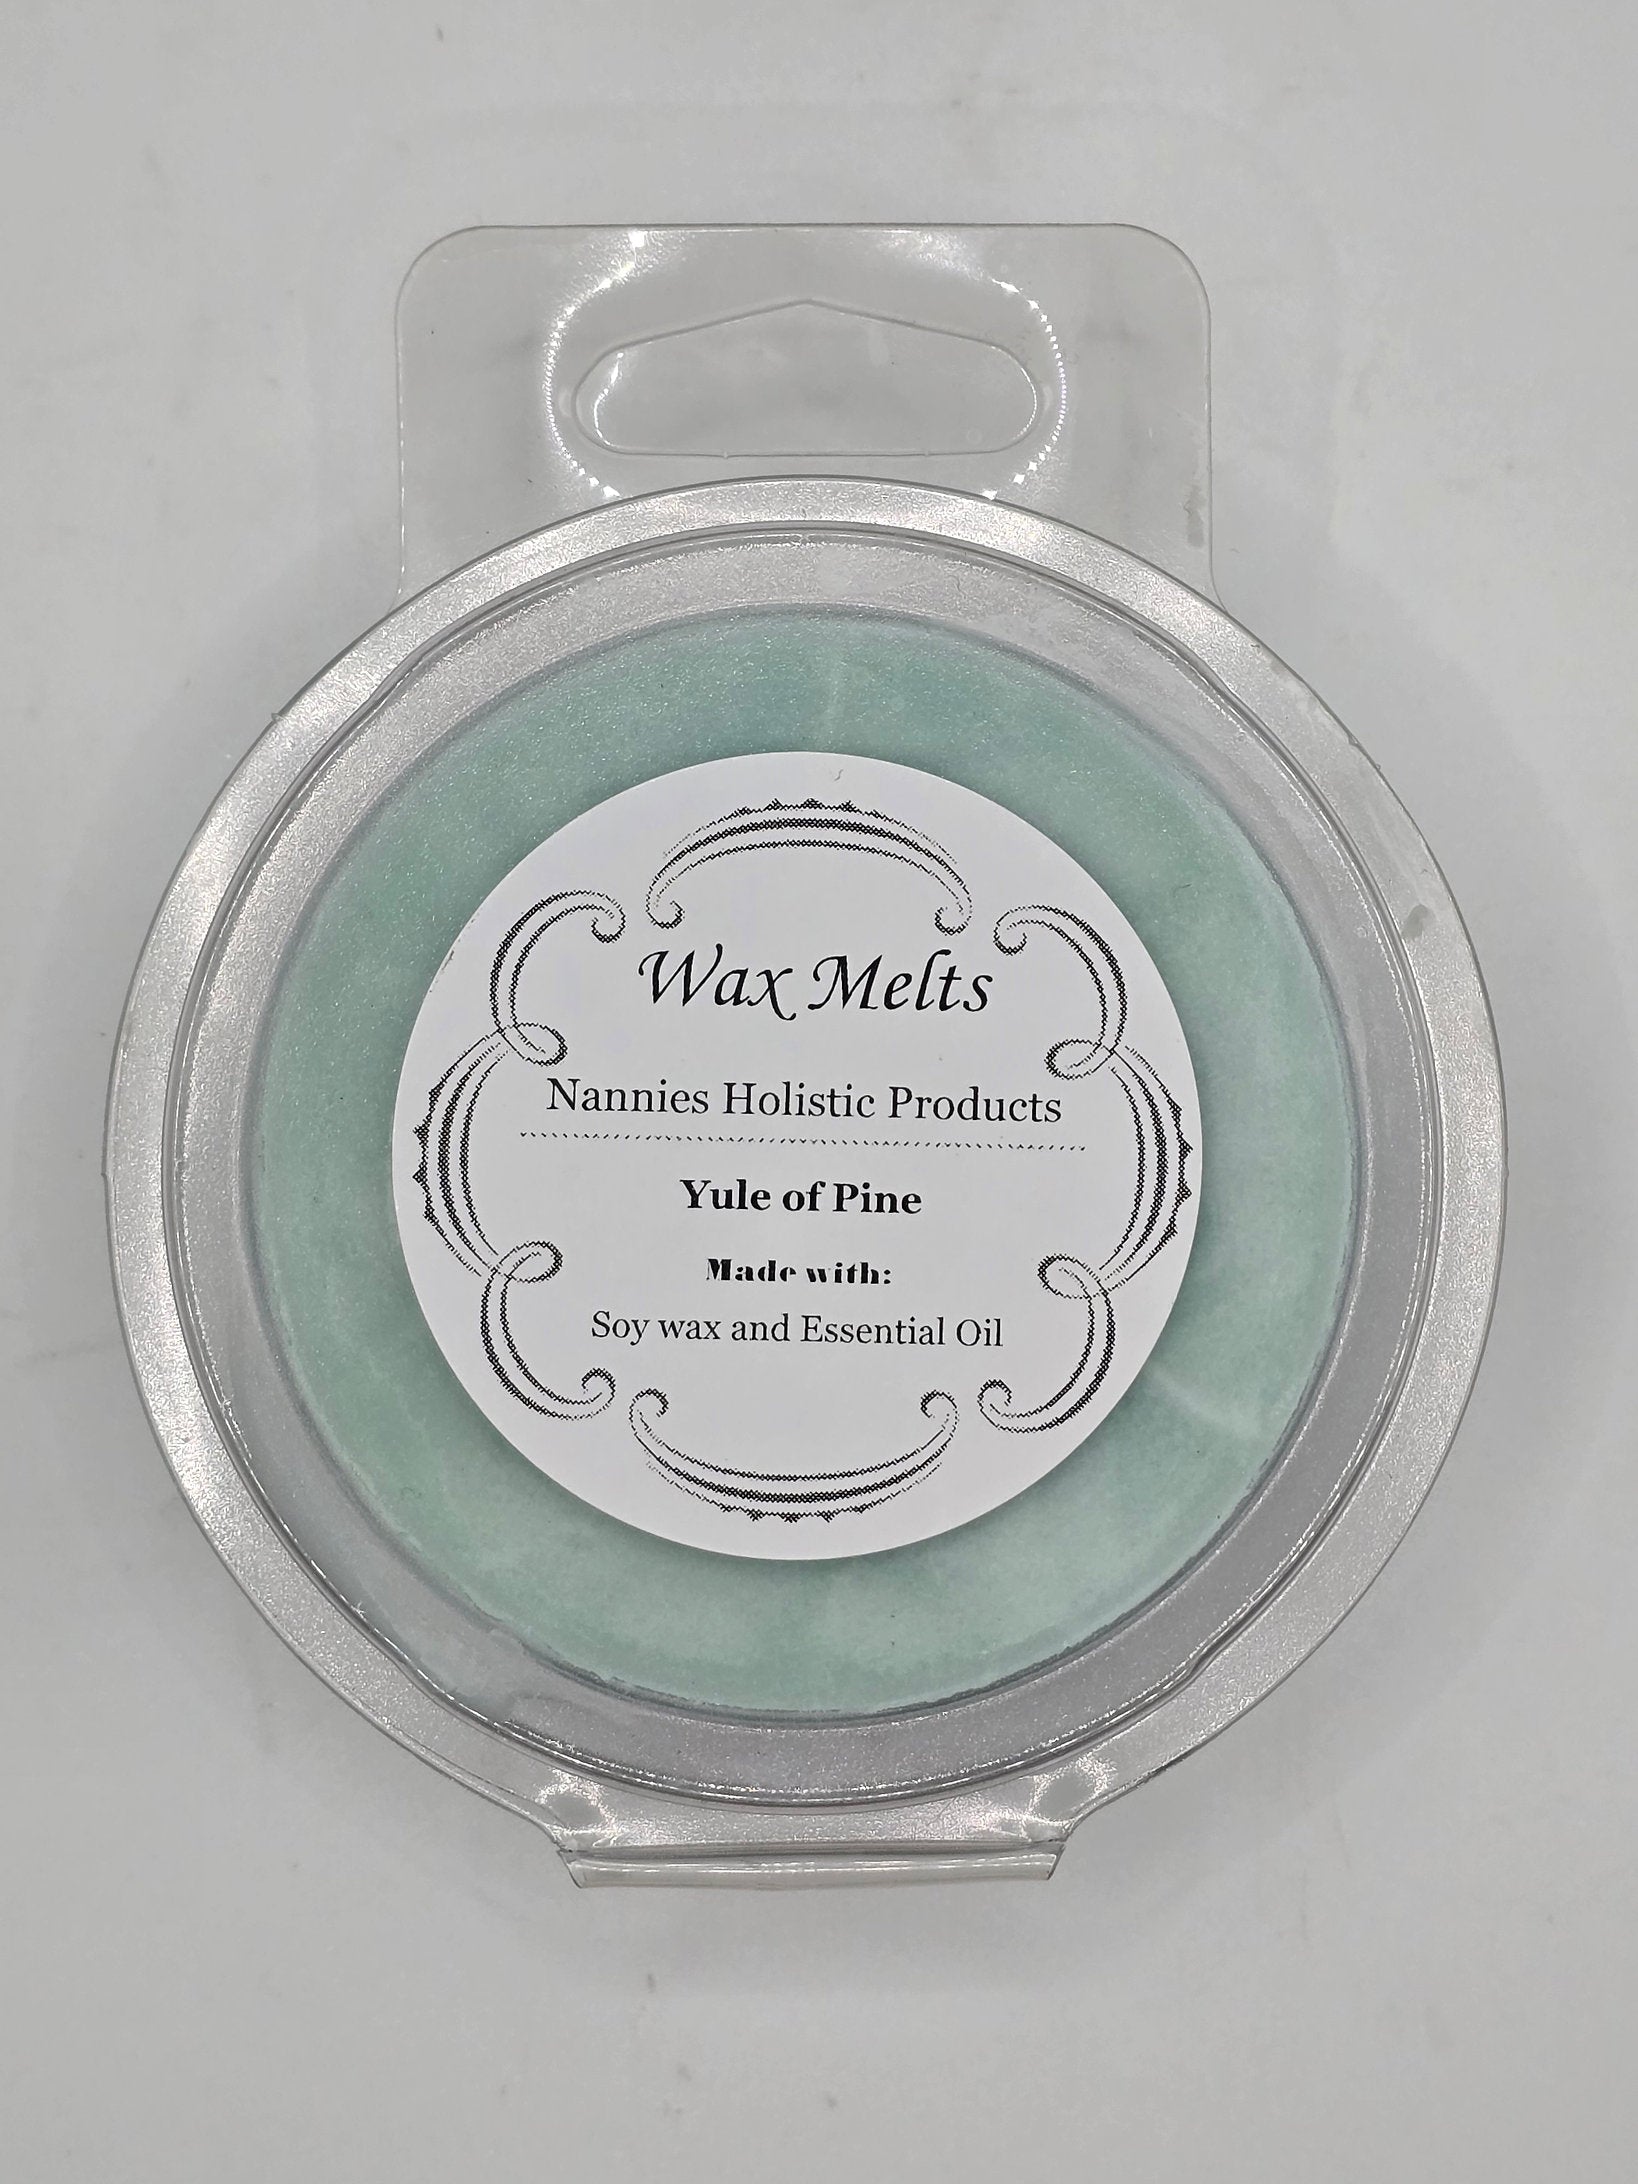 Wax Melts
Nannies Holistic Products
Yule of Pine
Made with:
Soy wax and Essential Oil